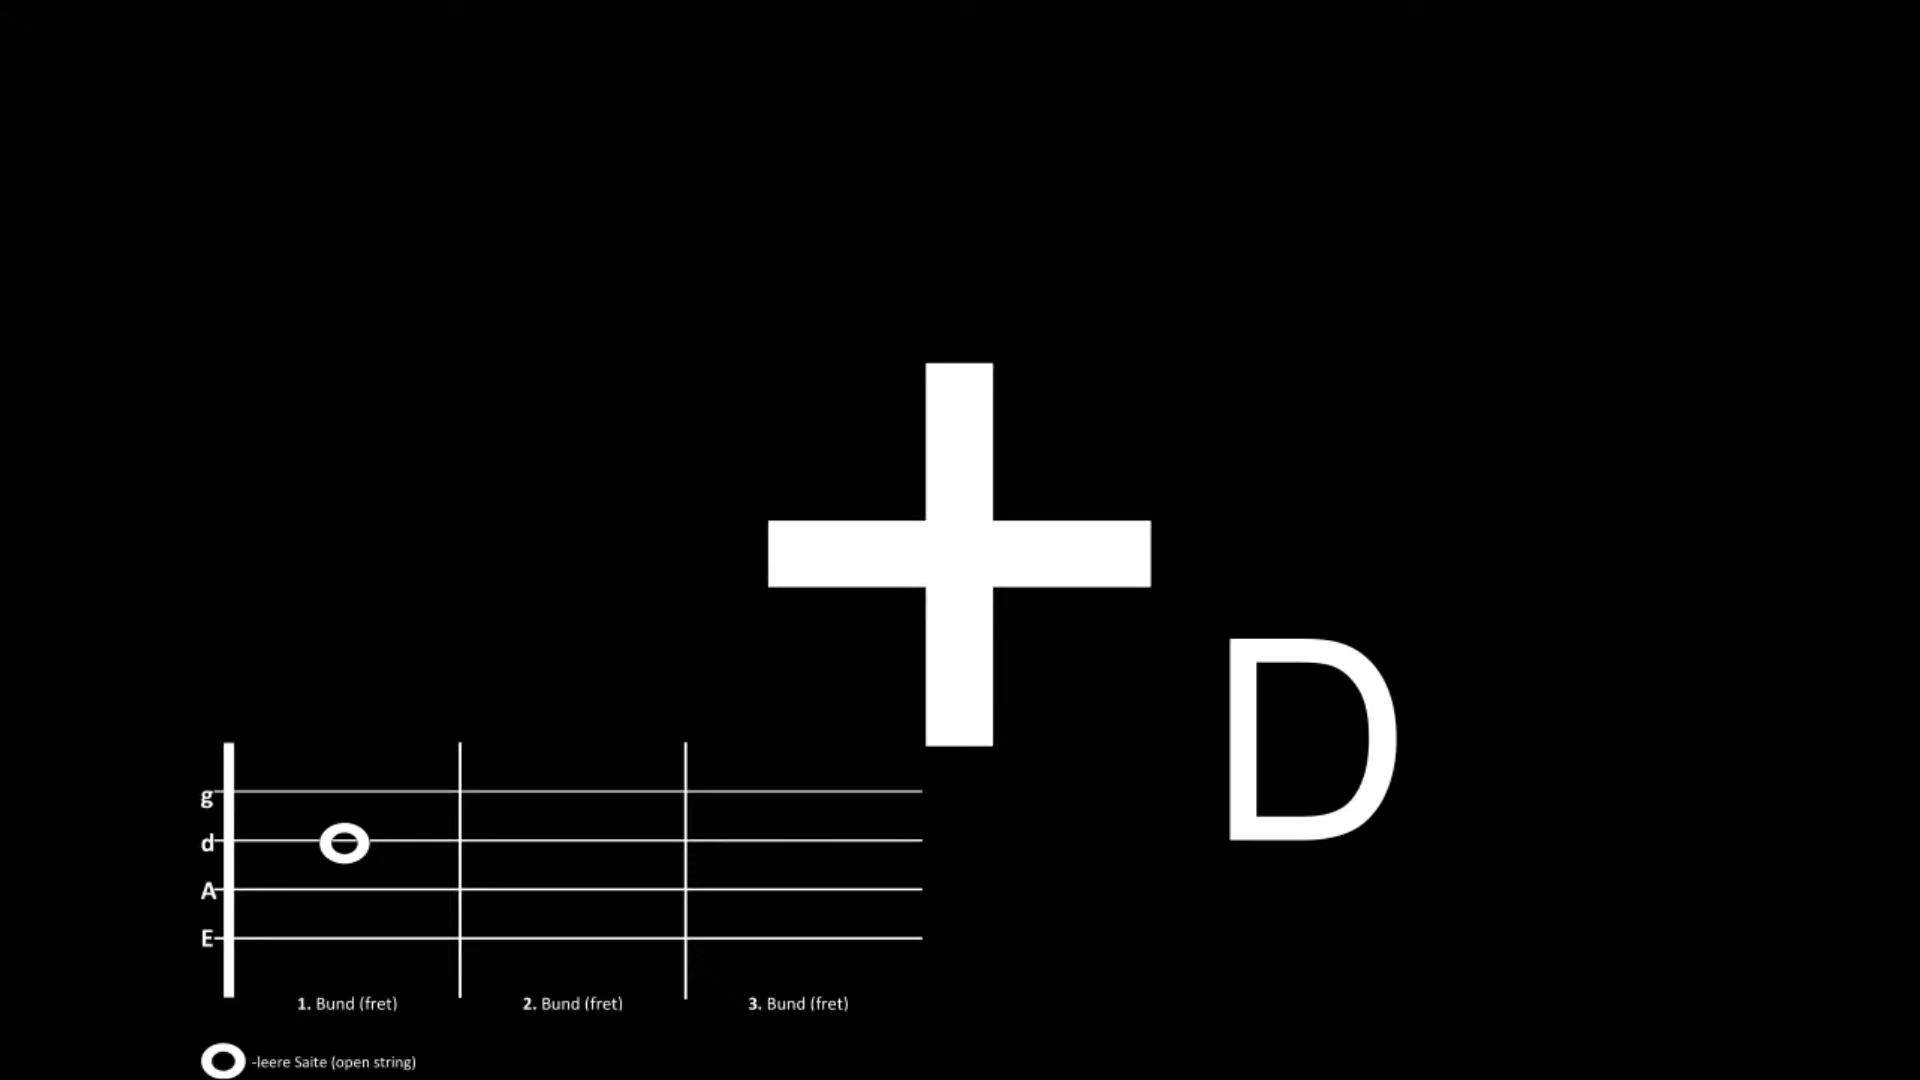 +
D
g
d
A
E
1. Bund (fret) 2. Bund (fret) 3. Bund (fret)
-leere Saite (open string)